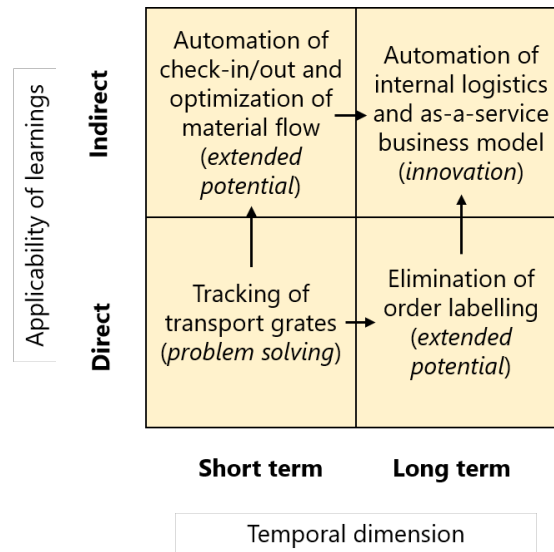 Applicability of learnings
Indirect
Direct
Automation of
check-in/out and
optimization of
material flow
(extended
potential)
Automation of
internal logistics
and as-a-service
business model
(innovation)
Tracking of
transport grates
(problem solving)
Elimination of
order labelling
(extended
potential)
Short term
Long term
Temporal dimension